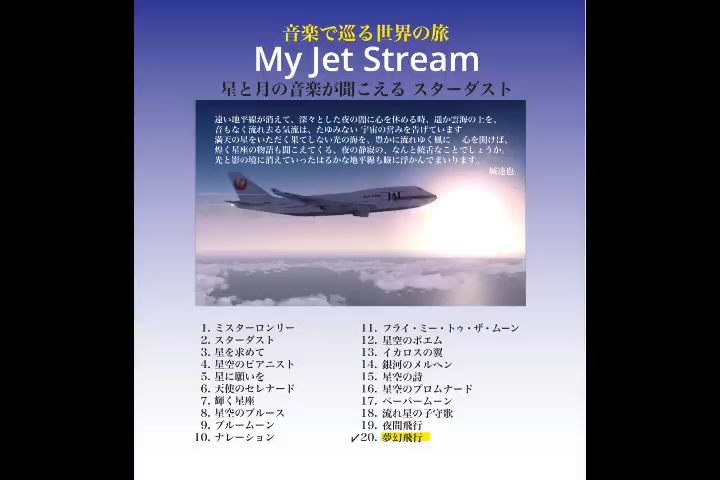 音楽で巡る世界の旅
My Jet Stream
星と月の音楽が聞こえる スターダスト
遠い地平線が消えて、深々とした夜の闇に心を休める時、遥か雲海の上を、
音もなく流れ去る気流は、たゆみない 宇宙の営みを告げています
満天の星をいただく果てしない光の海を、豊かに流れゆく風に 心を開けば、
煌く星座の物語も聞こえてくる、夜の静寂の、なんと饒舌なことでしょうか、
光と影の境に消えていったはるかな地平線も瞼に浮かんでまいります。
城達也
JAL
1. ミスターロンリー
2. スターダスト
3. 星を求めて
4. 星空のピアニスト
5. 星に願いを
6. 天使のセレナード
7. 輝く星座
8. 星空のブルース
9. ブルームーン
10. ナレーション
11. フライ・ミー・トゥ・ザ・ムーン
12. 星空のポエム
13. イカロスの翼
14. 銀河のメルヘン
15. 星空の詩
16. 星空のプロムナード
17. ペーパームーン
18. 流れ星の子守歌
19. 夜間飛行
✓20. 夢幻飛行